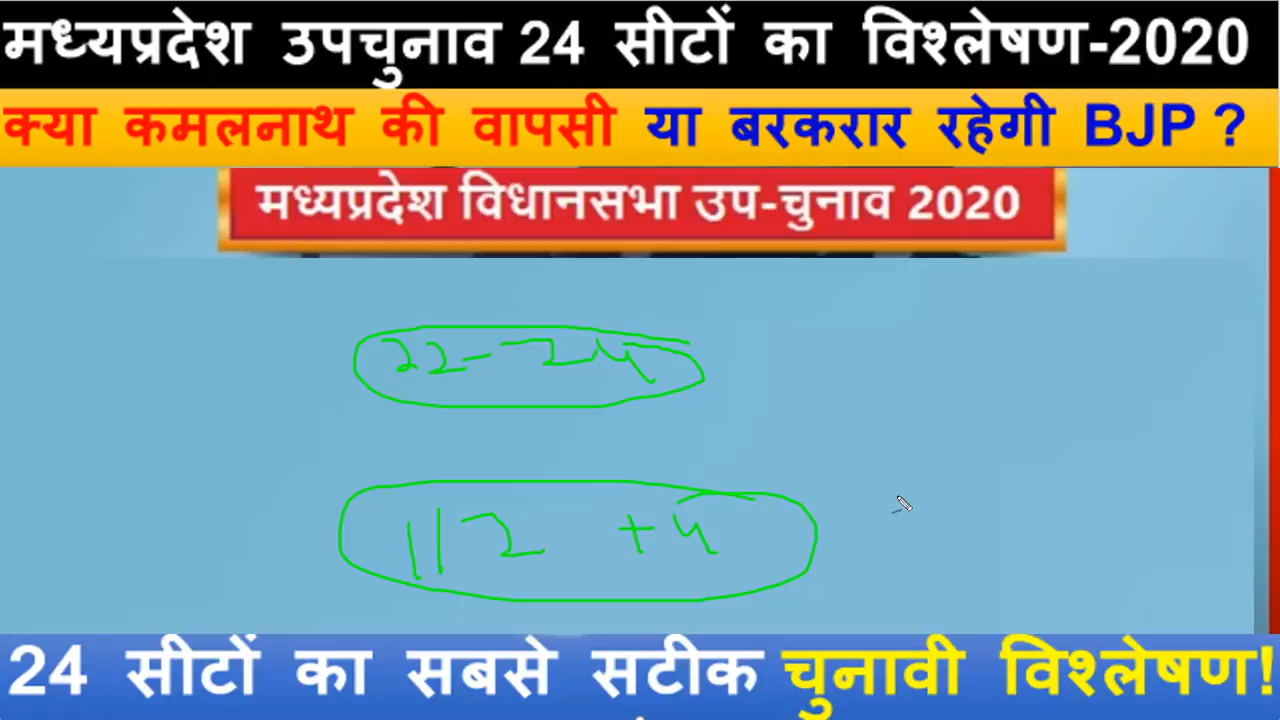 मध्यप्रदेश उपचुनाव 24 सीटों का विश्लेषण-2020
क्या कमलनाथ की वापसी या बरकरार रहेगी BJP ?
मध्यप्रदेश विधानसभा उप-चुनाव 2020
22-24
112 +4
24 सीटों का सबसे सटीक चुनावी विश्लेषण!